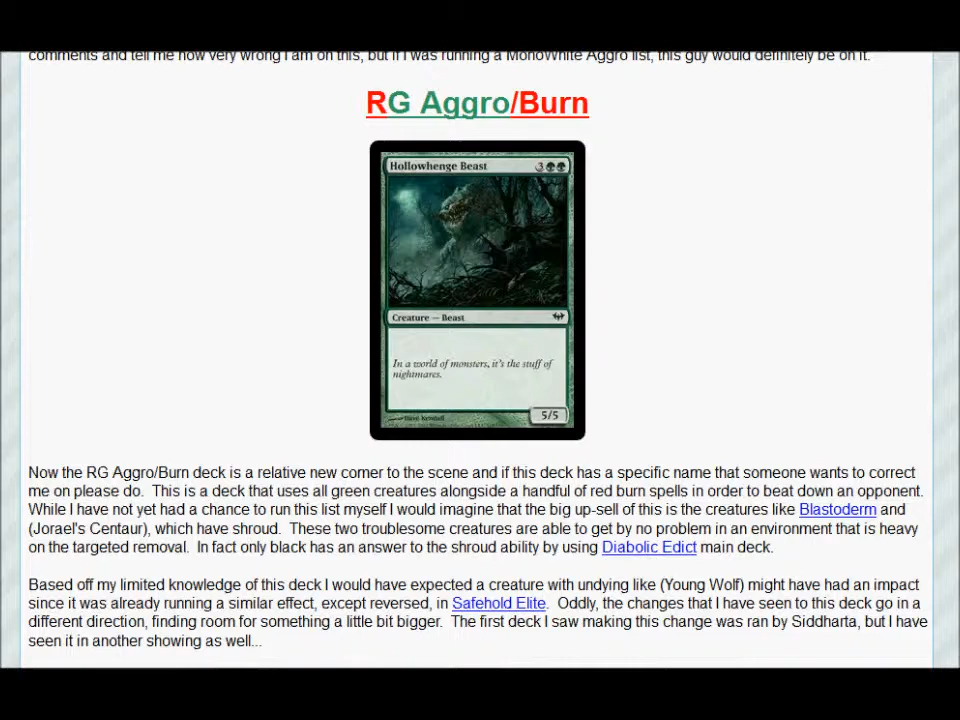 comments and tell me how very wrong I am on this, but if I was running a MonoWhite Aggro list, this guy would definitely be on it.
RG Aggro/Burn
Hollowhenge Beast 3
Creature — Beast
In a world of monsters, it's the stuff of
nightmares.
5/5
Now the RG Aggro/Burn deck is a relative new comer to the scene and if this deck has a specific name that someone wants to correct
me on please do. This is a deck that uses all green creatures alongside a handful of red burn spells in order to beat down an opponent.
While I have not yet had a chance to run this list myself I would imagine that the big up-sell of this is the creatures like Blastoderm and
(Jorael's Centaur), which have shroud. These two troublesome creatures are able to get by no problem in an environment that is heavy
on the targeted removal. In fact only black has an answer to the shroud ability by using Diabolic Edict main deck.
Based off my limited knowledge of this deck I would have expected a creature with undying like (Young Wolf) might have had an impact
since it was already running a similar effect, except reversed, in Safehold Elite. Oddly, the changes that I have seen to this deck go in a
different direction, finding room for something a little bit bigger. The first deck I saw making this change was ran by Siddharta, but I have
seen it in another showing as well...